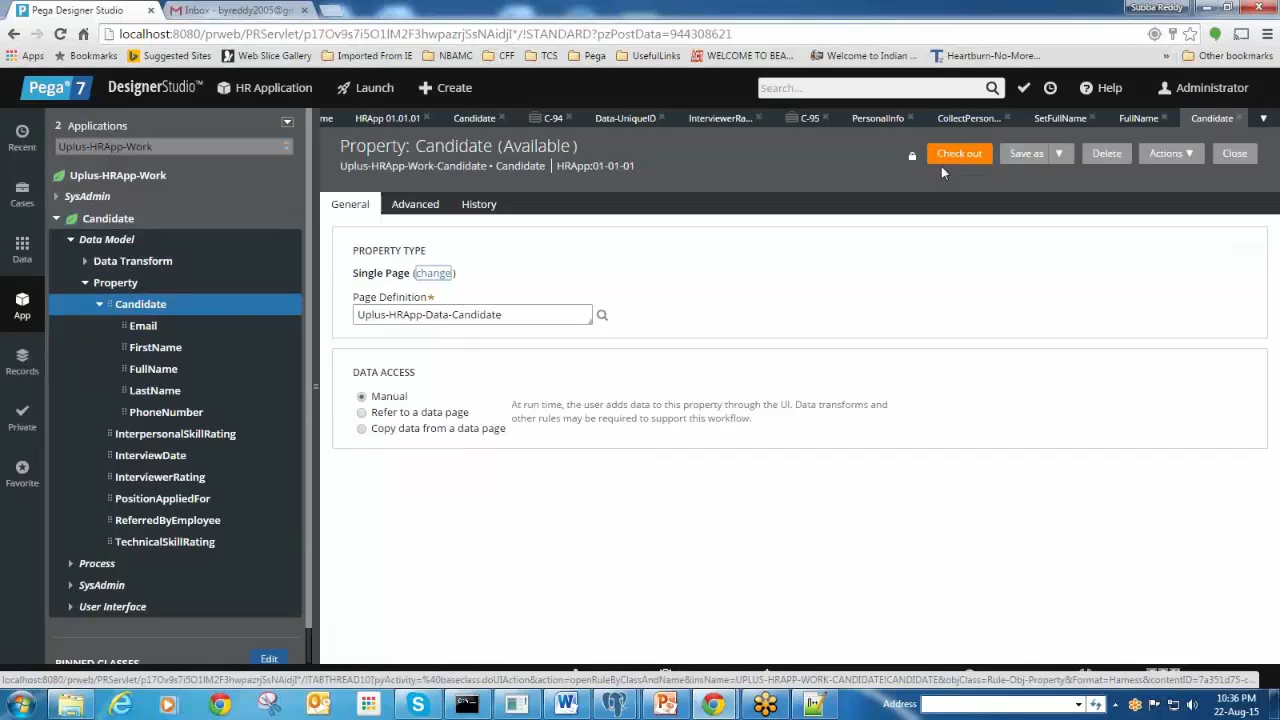 Pega Designer Studio
Inbox - byreddy2005@gm
Subba Reddy
localhost:8080/prweb/PRServlet/p17Ov9s7i5O1lM2F3hwpazrjSsNAidjI*/!STANDARD?pzPostData=944308621
Apps Bookmarks Suggested Sites Web Slice Gallery Imported From IE NBAMC CFF TCS Pega UsefulLinks WELCOME TO BEA... Welcome to Indian ... Heartburn-No-More... » Other bookmarks
Pega 7 DesignerStudio™ HR Application Launch Create Search... Help Administrator
2 Applications
me HRApp 01.01.01 Candidate C-94 Data-UniqueID InterviewerRa... C-95 PersonalInfo CollectPerson... SetFullName FullName Candidate
Uplus-HRApp-Work
Property: Candidate (Available)
Uplus-HRApp-Work-Candidate • Candidate HRApp:01-01-01
Check out Save as Delete Actions Close
Recent
Cases
Data
App
Records
Private
Favorite
Uplus-HRApp-Work
SysAdmin
Candidate
Data Model
Data Transform
Property
Candidate
Email
FirstName
FullName
LastName
PhoneNumber
InterpersonalSkillRating
InterviewDate
InterviewerRating
PositionAppliedFor
ReferredByEmployee
TechnicalSkillRating
Process
SysAdmin
User Interface
PINNED CLASSES Edit
General Advanced History
PROPERTY TYPE
Single Page (change)
Page Definition*
Uplus-HRApp-Data-Candidate
DATA ACCESS
Manual
Refer to a data page
Copy data from a data page
At run time, the user adds data to this property through the UI. Data transforms and
other rules may be required to support this workflow.
Address
10:36 PM
22-Aug-15